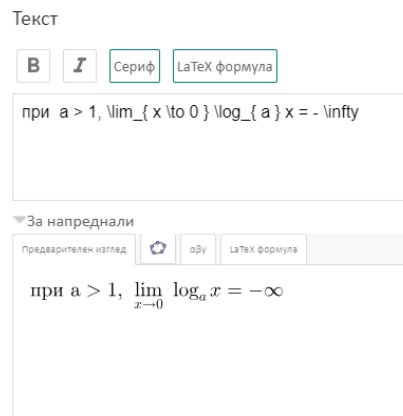 Текст
B I Сериф LaTeX формула
при a > 1, \lim_{ x \to 0 } \log_{ a } x = - \infty
За напреднали
Предварителен изглед αβγ LaTeX формула
при a > 1, lim x→0 logₐ x = −∞